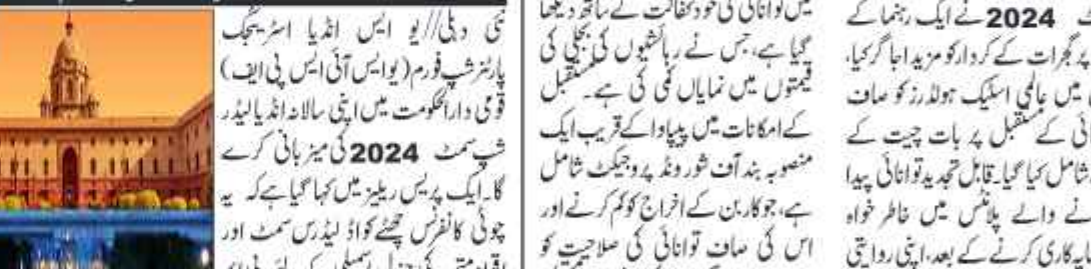 نئی دہلی//یو ایس انڈیا اسٹریٹجک
پارٹنرشپ فورم (یو ایس آئی ایس پی ایف)
قومی دارالحکومت میں اپنی سالانہ انڈیا لیڈر
شپ سمٹ 2024 کی میزبانی کرے
گا۔ ایک پریس ریلیز میں کہا گیا ہے کہ یہ
چوٹی کانفرنس چھٹے کواڈ لیڈرس سمٹ اور
میں توانائی کی خود کفالت کے ساتھ دیکھا
گیا ہے، جس نے رہائشیوں کی بجلی کی
قیمتوں میں نمایاں کمی کی ہے۔ مستقبل
کے امکانات میں پیپاوا کے قریب ایک
منصوبہ بند آف شور ونڈ پروجیکٹ شامل
ہے، جو کاربن کے اخراج کو کم کرنے اور
اس کی صاف توانائی کی صلاحیت کو
2024 نے ایک رہنما کے
پر گجرات کے کردار کو مزید اجاگر کیا،
میں عالمی اسٹیک ہولڈرز کو صاف
ئی کے مستقبل پر بات چیت کے
شامل کیا گیا۔ قابل تجدید توانائی پیدا
نے والے پلانٹس میں خاطر خواہ
یہ کاری کرنے کے بعد، اپنی روایتی